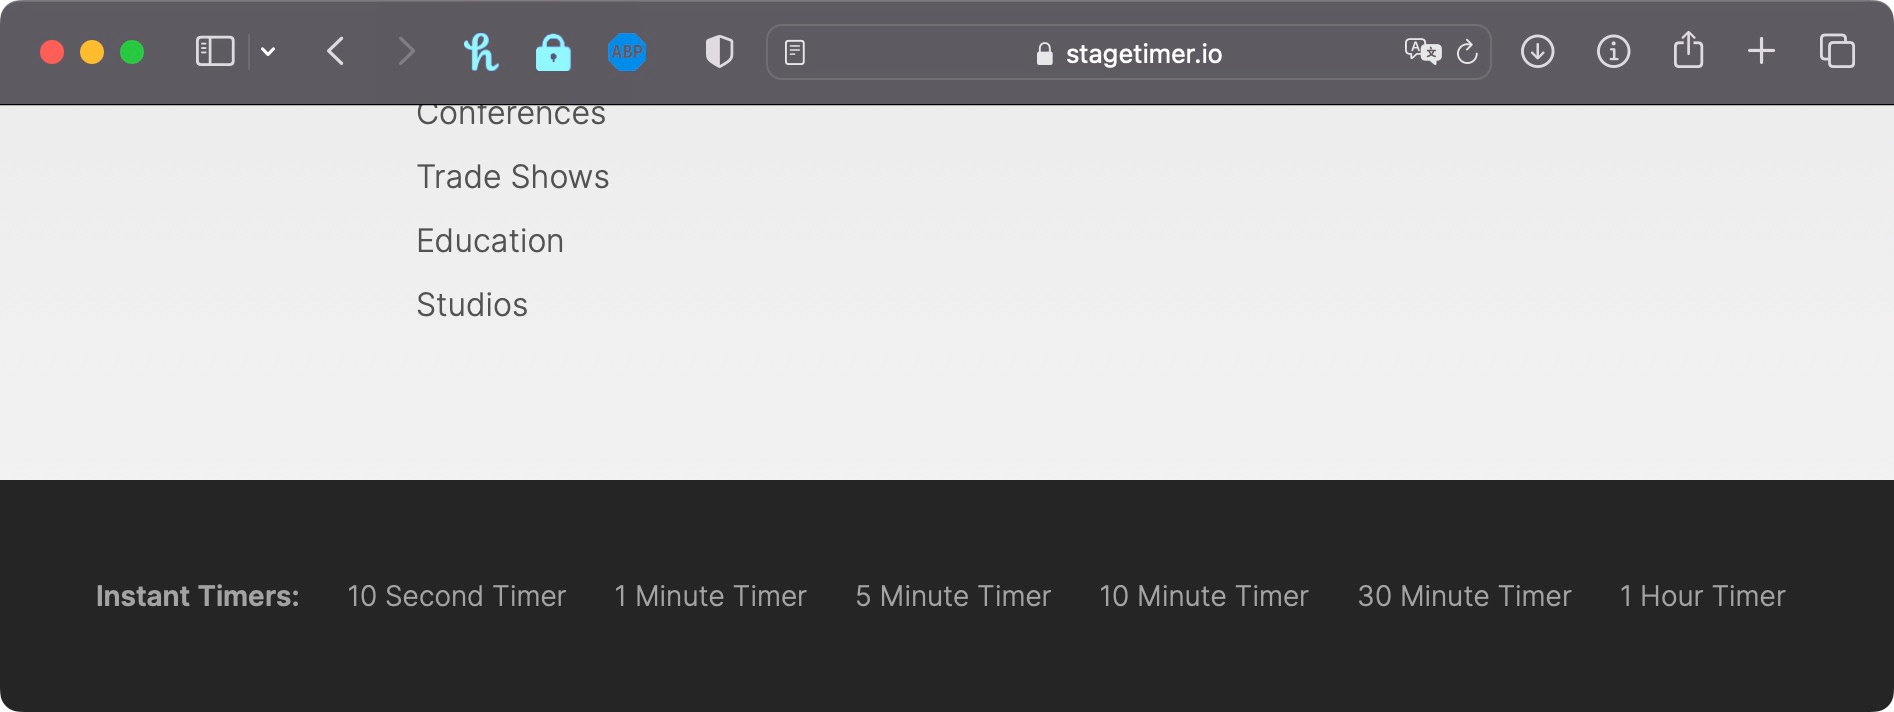 ABP
stagetimer.io
Conferences
Trade Shows
Education
Studios
Instant Timers: 10 Second Timer 1 Minute Timer 5 Minute Timer 10 Minute Timer 30 Minute Timer 1 Hour Timer